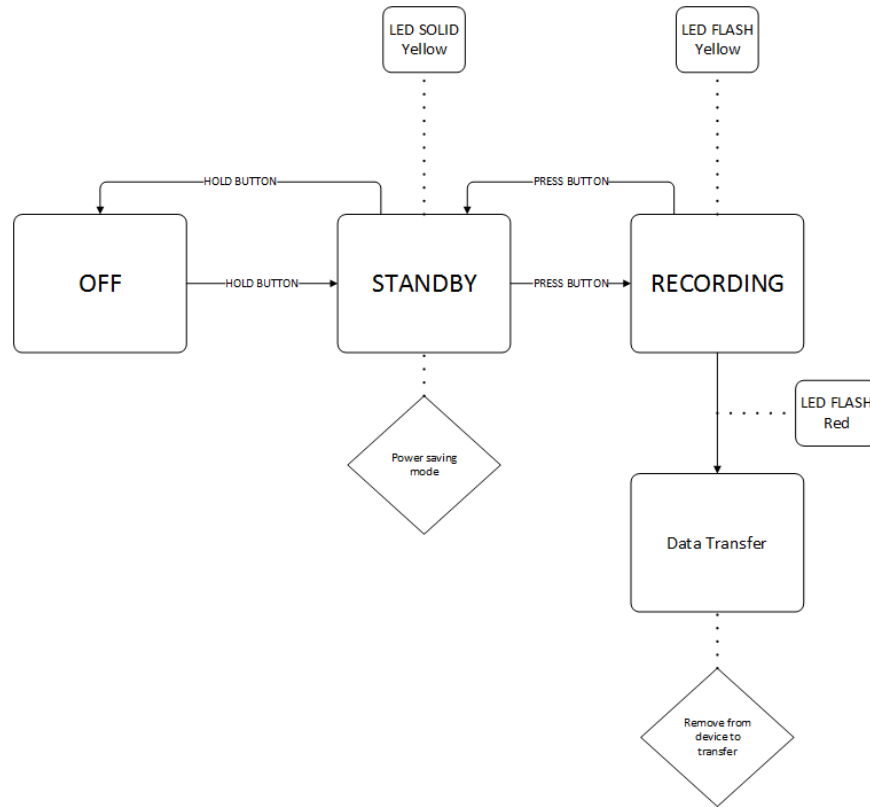 LED SOLID
Yellow
LED FLASH
Yellow
HOLD BUTTON
PRESS BUTTON
OFF
HOLD BUTTON
STANDBY
PRESS BUTTON
RECORDING
LED FLASH
Red
Power saving
mode
Data Transfer
Remove from
device to
transfer